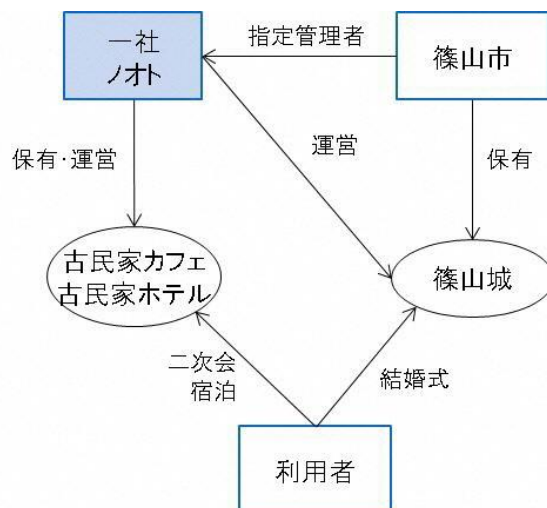 一社
ノオト
指定管理者
篠山市
保有・運営
運営
保有
古民家カフェ
古民家ホテル
篠山城
二次会
宿泊
結婚式
利用者